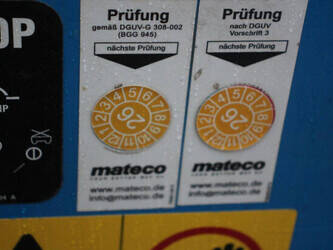 OP
Prüfung
gemäß DGUV-G 308-002
(BGG 945)
nächste Prüfung
1 2 3 4 5 6 7 8 9 10 11 12
26
mateco
www.mateco.de
info@mateco.de
Prüfung
nach DGUV
Vorschrift 3
nächste Prüfung
1 2 3 4 5 6 7 8 9 10 11 12
26
mateco
www.mateco.de
info@mateco.de